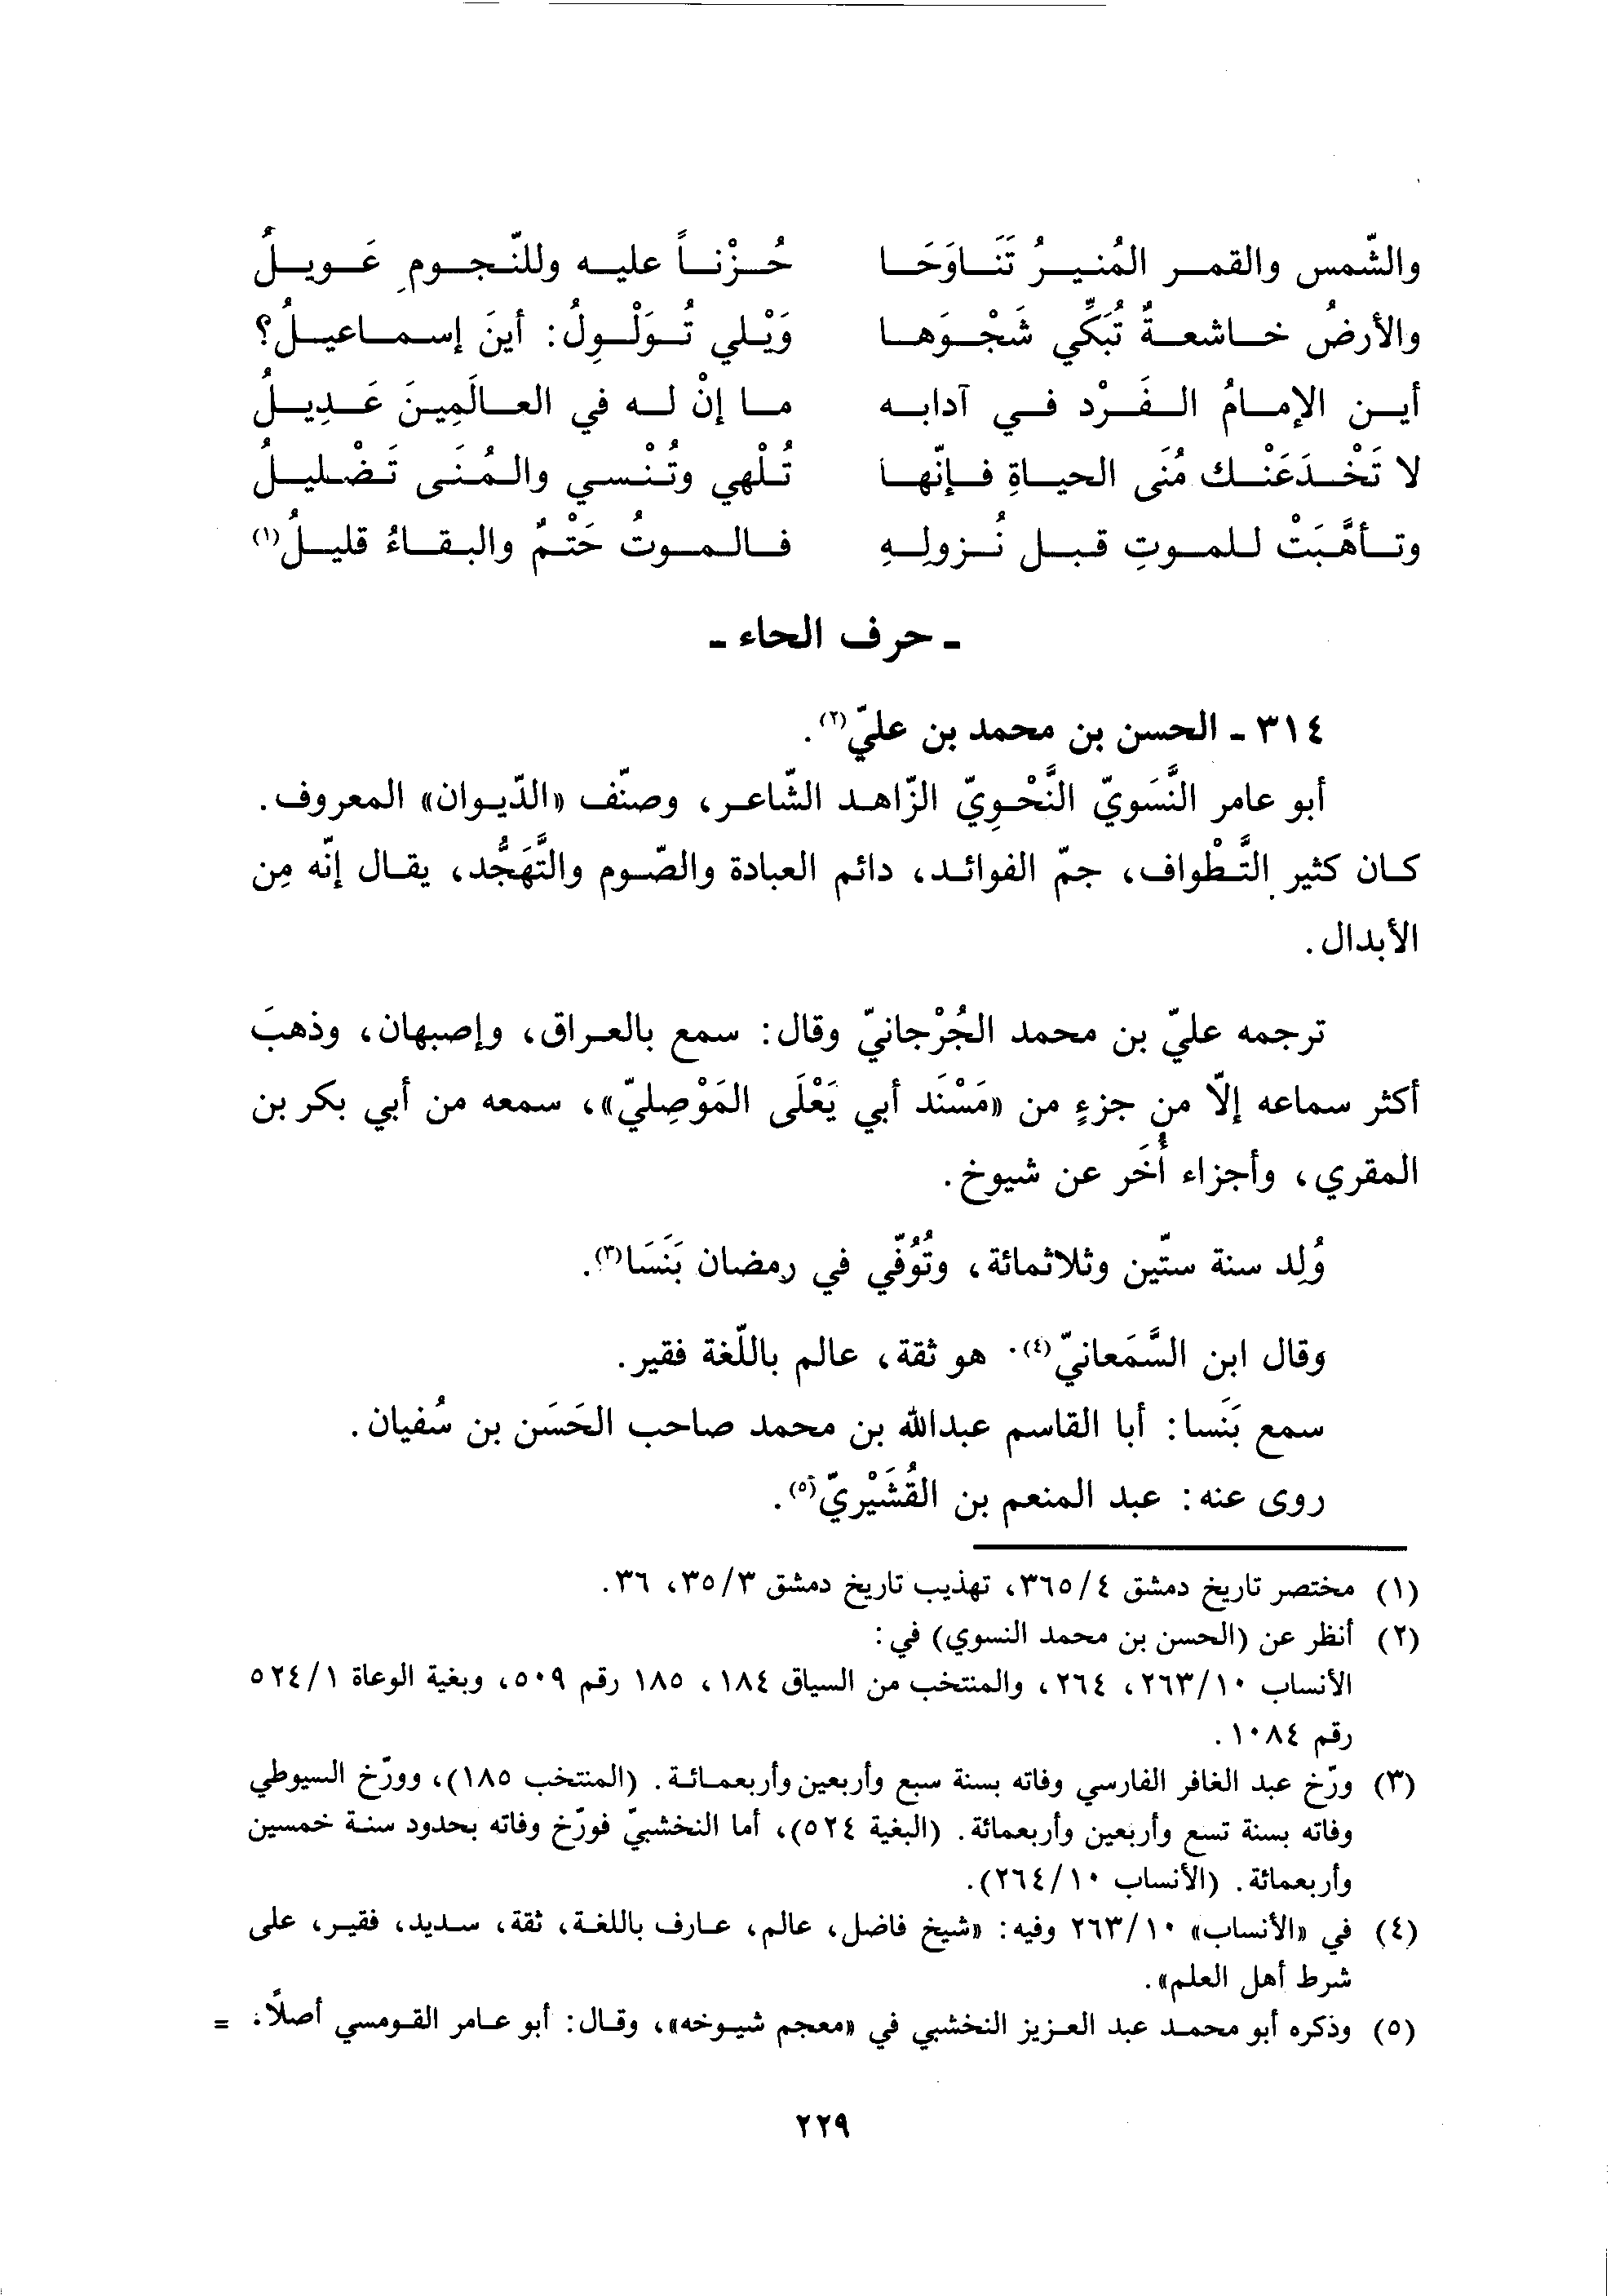 والشّمس والقمر المُنيرُ تَنَاوَحَا حُزْناً عليه وللنّجومِ عَويلُ
والأرضُ خاشعةٌ تُبَكِّي شَجْوَها وَيْلي تُوَلْوِلُ: أينَ إسماعيلُ؟
أين الإمامُ الفَرْد في آدابه ما إنْ له في العالَمِينَ عَدِيلُ
لا تَخْدَعَنْك مُنَى الحياةِ فإنّها تُلْهي وتُنْسي والمُنَى تَضْليلُ
وتأهَّبَتْ للموتِ قبل نُزولِهِ فالموتُ حَتْمٌ والبقاءُ قليلُ(١)
ـ حرف الحاء ـ
٣١٤ ـ الحسن بن محمد بن عليّ(٢).
أبو عامر النَّسَويّ النَّحْوِيّ الزّاهد الشّاعر، وصنّف «الدّيوان» المعروف.
كان كثير التَّطْواف، جمّ الفوائد، دائم العبادة والصّوم والتَّهَجُّد، يقال إنّه مِن
الأبدال.
ترجمه عليّ بن محمد الجُرْجانيّ وقال: سمع بالعراق، وإصبهان، وذهبَ
أكثر سماعه إلّا من جزءٍ من «مَسْنَد أبي يَعْلَى المَوْصِليّ»، سمعه من أبي بكر بن
المقري، وأجزاء أُخَر عن شيوخ.
وُلِد سنة ستّين وثلاثمائة، وتُوُفّي في رمضان بَنَسَا(٣).
وقال ابن السَّمَعانيّ(٤)· هو ثقة، عالم باللّغة فقير.
سمع بَنَسا: أبا القاسم عبدالله بن محمد صاحب الحَسَن بن سُفيان.
روى عنه: عبد المنعم بن القُشَيْريّ(٥).
(١) مختصر تاريخ دمشق ٣٦٥/٤، تهذيب تاريخ دمشق ٣٥/٣، ٣٦.
(٢) أنظر عن (الحسن بن محمد النسوي) في:
الأنساب ٢٦٣/١٠، ٢٦٤، والمنتخب من السياق ١٨٤، ١٨٥ رقم ٥٠٩، وبغية الوعاة ٥٢٤/١
رقم ١٠٨٤.
(٣) ورّخ عبد الغافر الفارسي وفاته بسنة سبع وأربعين وأربعمائة. (المنتخب ١٨٥)، وورّخ السيوطي
وفاته بسنة تسع وأربعين وأربعمائة. (البغية ٥٢٤)، أما النخشبيّ فورّخ وفاته بحدود سنة خمسين
وأربعمائة. (الأنساب ٢٦٤/١٠).
(٤) في «الأنساب» ٢٦٣/١٠ وفيه: «شيخ فاضل، عالم، عارف باللغة، ثقة، سديد، فقير، على
شرط أهل العلم».
(٥) وذكره أبو محمد عبد العزيز النخشبي في «معجم شيوخه»، وقال: أبو عامر القومسي أصلًا، =
٢٢٩